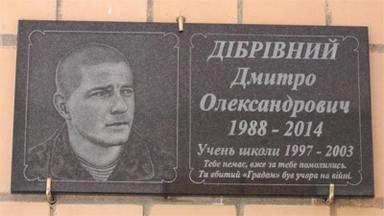 ДІБРІВНИЙ
Дмитро
Олександрович
1988 - 2014
Учень школи 1997 - 2003
Тебе немає, вже за тебе помолились.
Ти вбитий «Градом» був учора на війні.